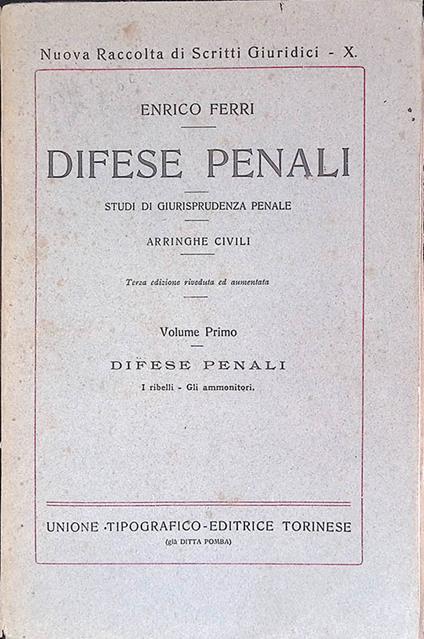 Nuova Raccolta di Scritti Giuridici - X.
ENRICO FERRI
DIFESE PENALI
STUDI DI GIURISPRUDENZA PENALE
ARRINGHE CIVILI
Terza edizione riveduta ed aumentata
Volume Primo
DIFESE PENALI
I ribelli - Gli ammonitori.
UNIONE TIPOGRAFICO-EDITRICE TORINESE
(già DITTA POMBA)